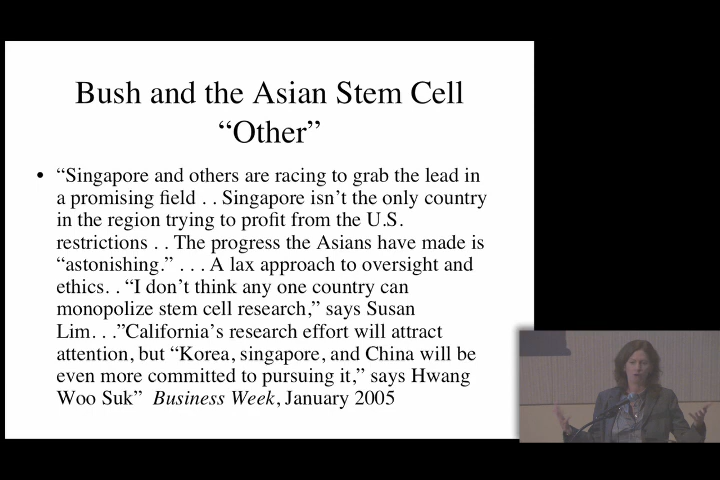 Bush and the Asian Stem Cell
“Other”
• “Singapore and others are racing to grab the lead in
a promising field . . Singapore isn’t the only country
in the region trying to profit from the U.S.
restrictions . . The progress the Asians have made is
“astonishing.” . . . A lax approach to oversight and
ethics. . “I don’t think any one country can
monopolize stem cell research,” says Susan
Lim. . .”California’s research effort will attract
attention, but “Korea, singapore, and China will be
even more committed to pursuing it,” says Hwang
Woo Suk” Business Week, January 2005